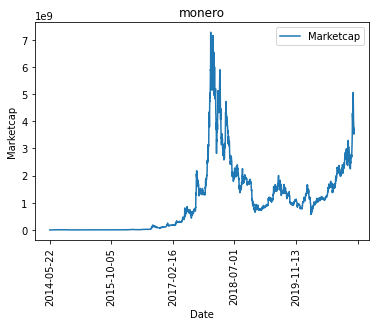 monero
1e9
Marketcap
7
6
5
4
3
2
1
0
Marketcap
2014-05-22
2015-10-05
2017-02-16
2018-07-01
2019-11-13
Date